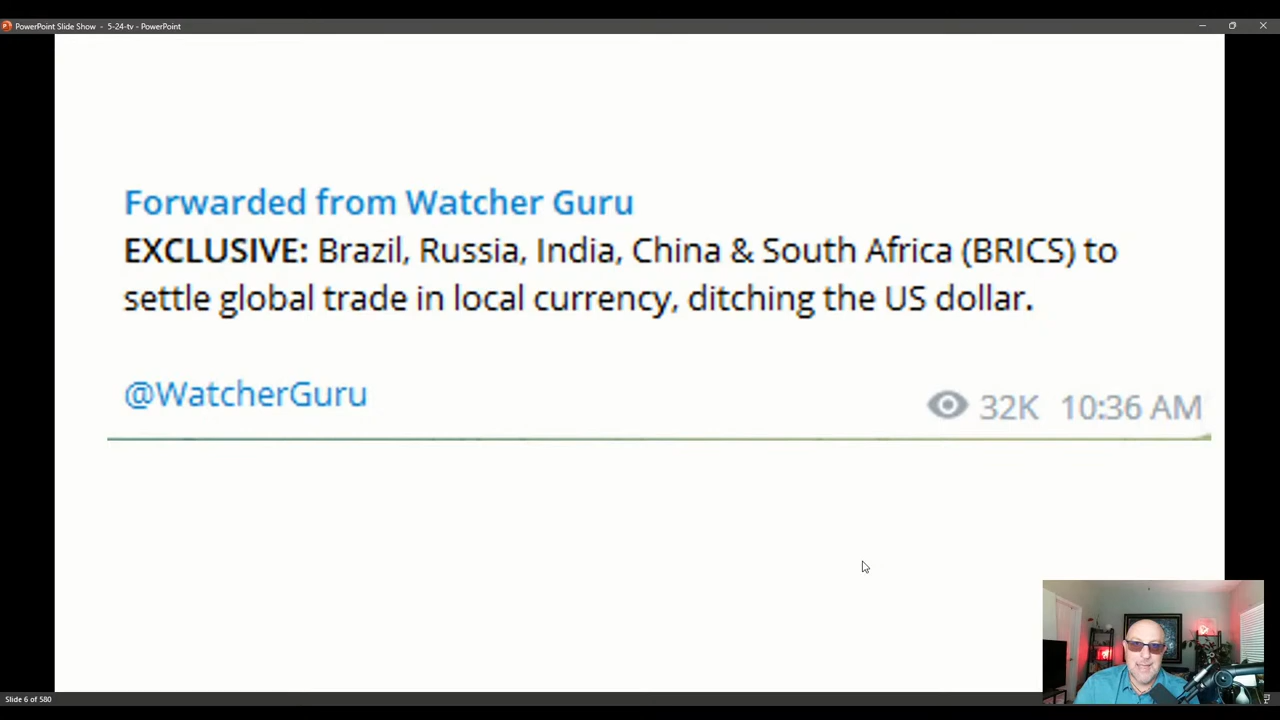 PowerPoint Slide Show - 5-24-tv - PowerPoint
Forwarded from Watcher Guru
EXCLUSIVE: Brazil, Russia, India, China & South Africa (BRICS) to
settle global trade in local currency, ditching the US dollar.
@WatcherGuru
32K 10:36 AM
Slide 6 of 580